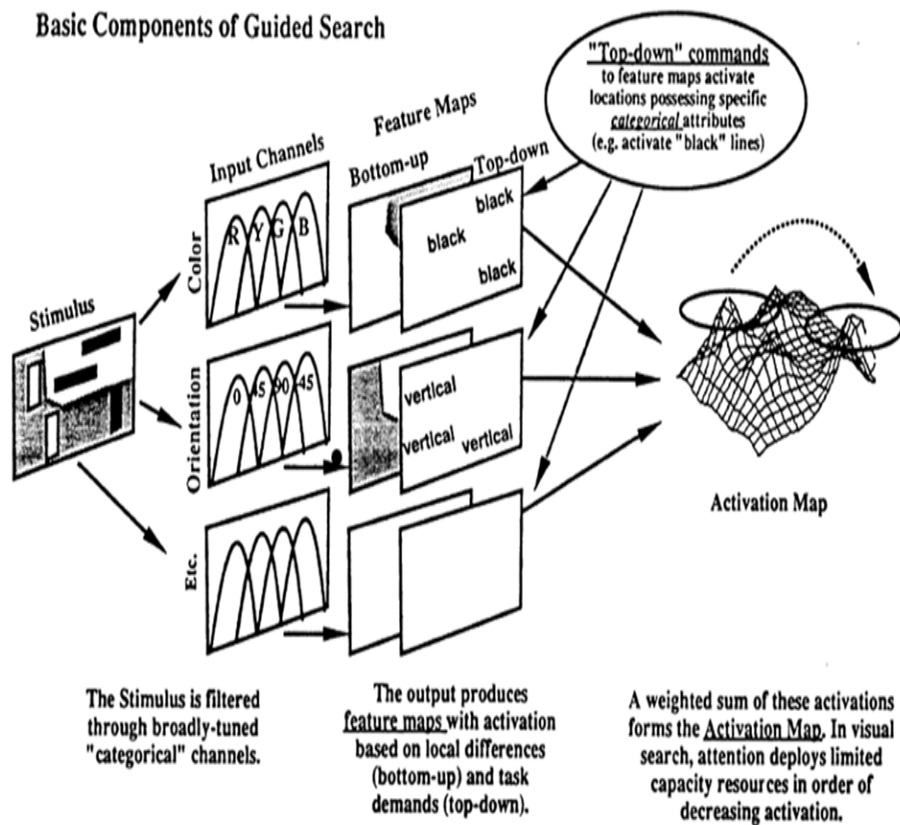 Basic Components of Guided Search
"Top-down" commands
to feature maps activate
locations possessing specific
categorical attributes
(e.g. activate "black" lines)
Feature Maps
Input Channels
Bottom-up
Top-down
Stimulus
Color
R Y G B
black
black
black
Orientation
0 45 90 -45
vertical
vertical
vertical
Etc.
Activation Map
The Stimulus is filtered
through broadly-tuned
"categorical" channels.
The output produces
feature maps with activation
based on local differences
(bottom-up) and task
demands (top-down).
A weighted sum of these activations
forms the Activation Map. In visual
search, attention deploys limited
capacity resources in order of
decreasing activation.